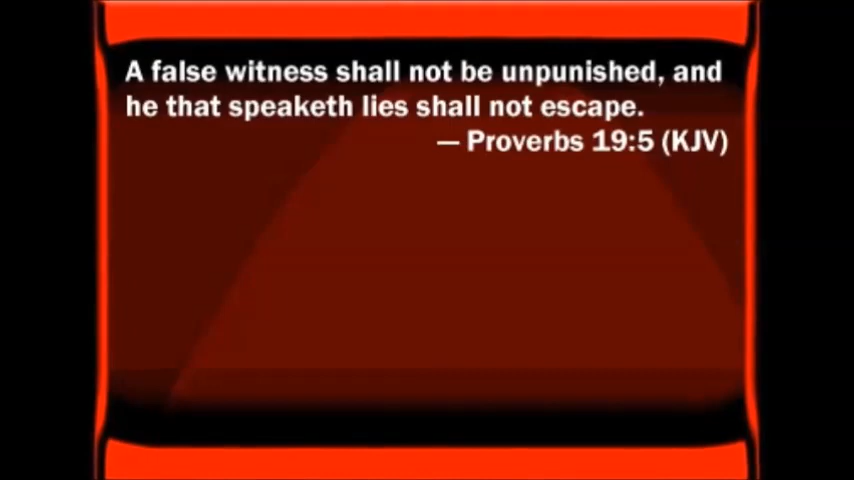 A false witness shall not be unpunished, and
he that speaketh lies shall not escape.
— Proverbs 19:5 (KJV)